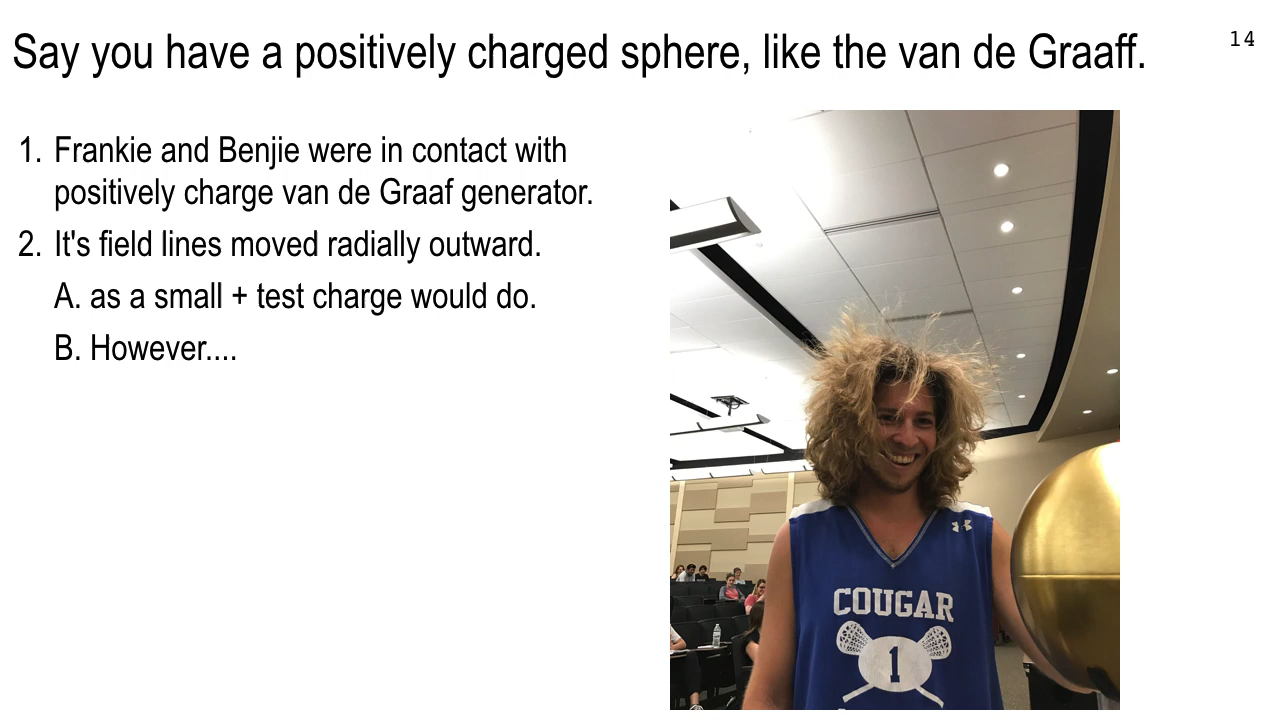 Say you have a positively charged sphere, like the van de Graaff.
14
1. Frankie and Benjie were in contact with
positively charge van de Graaf generator.
2. It's field lines moved radially outward.
A. as a small + test charge would do.
B. However....
COUGAR
1